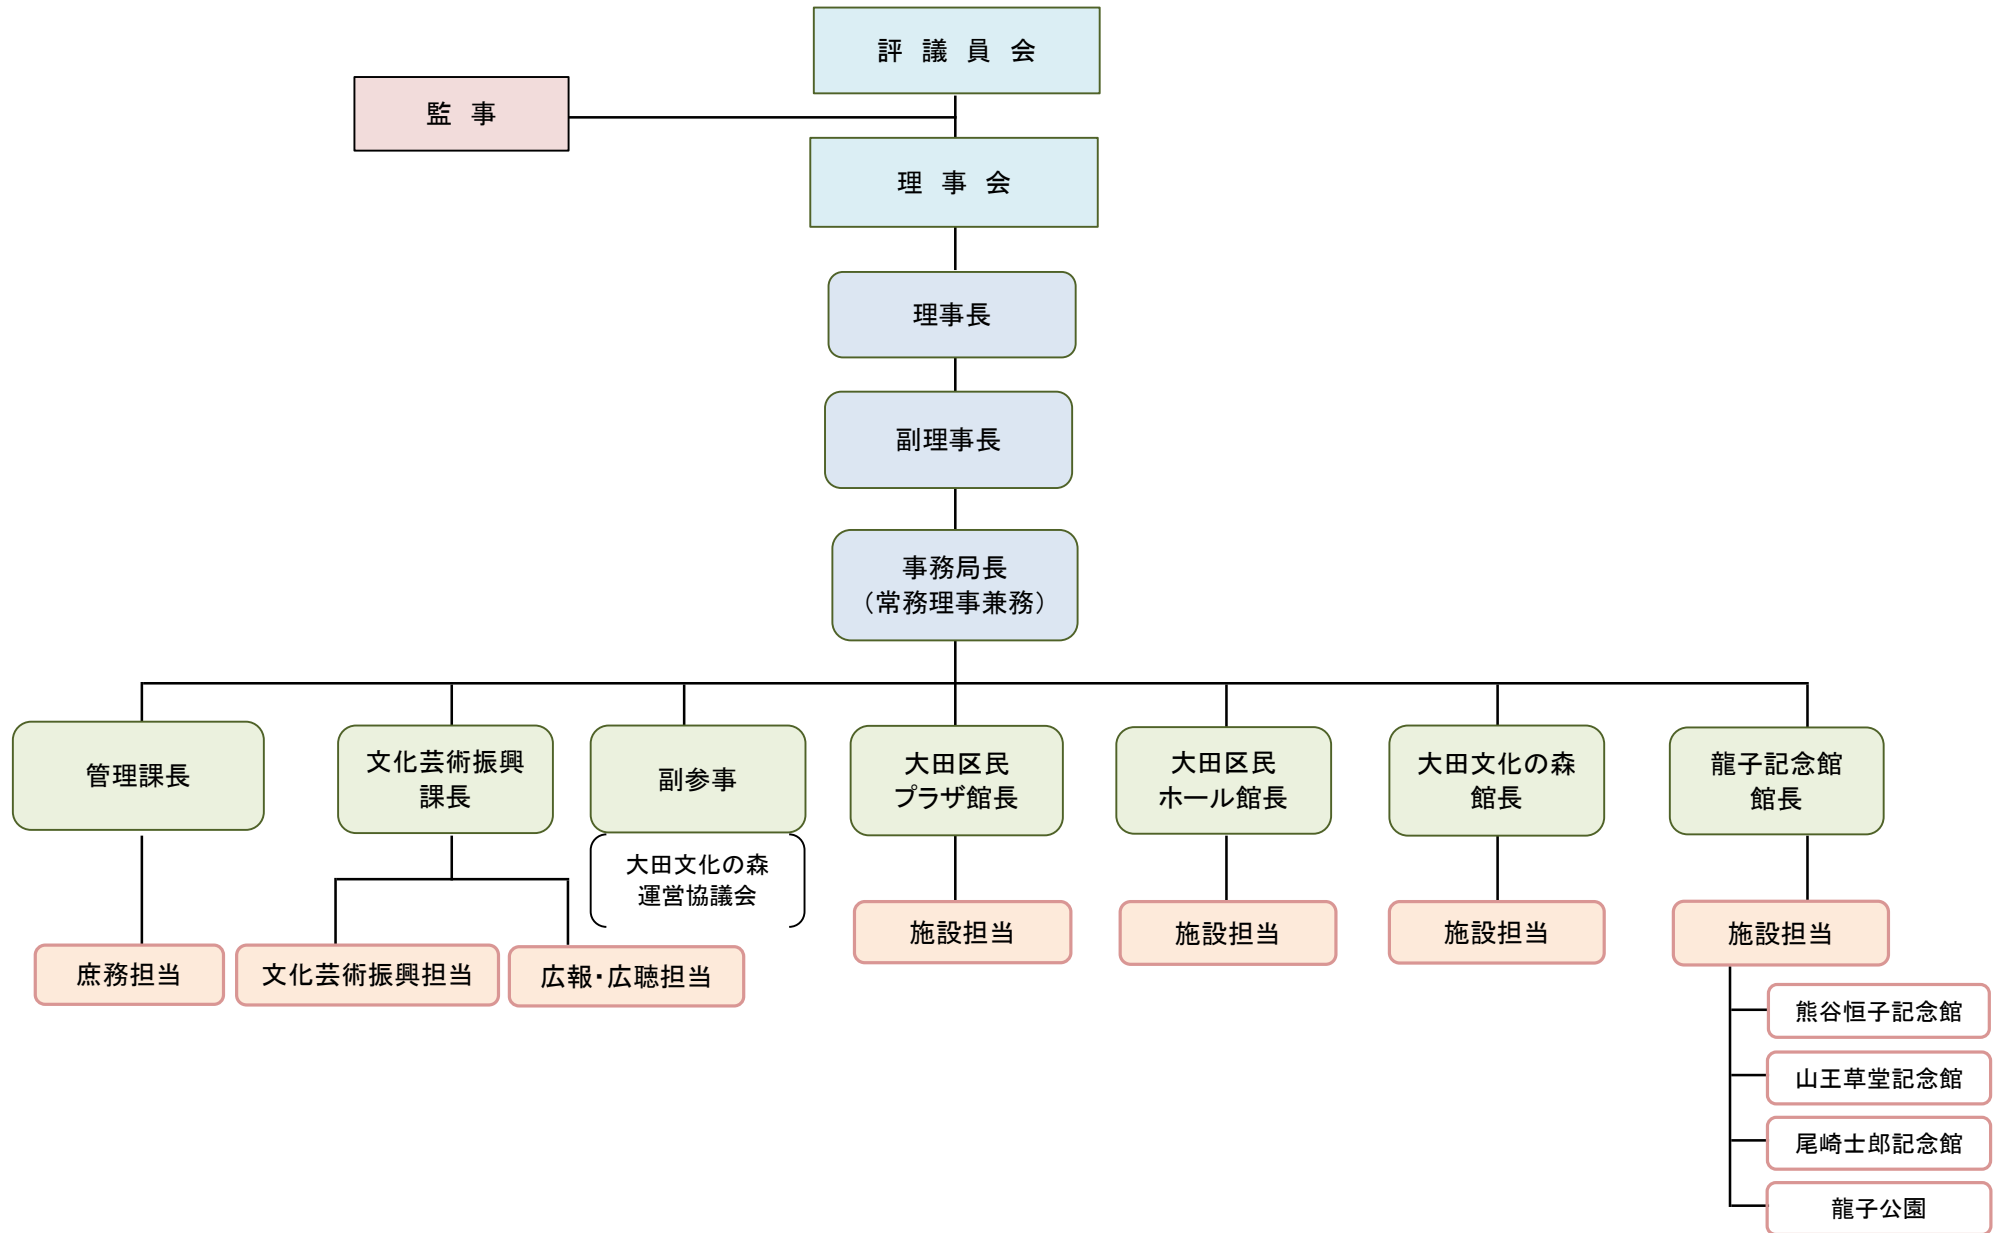 評　議　員　会
監　事
理　事　会
理事長
副理事長
事務局長
（常務理事兼務）
管理課長
文化芸術振興
課長
副参事
大田文化の森
運営協議会
大田区民
プラザ館長
大田区民
ホール館長
大田文化の森
館長
龍子記念館
館長
庶務担当
文化芸術振興担当
広報・広聴担当
施設担当
施設担当
施設担当
施設担当
熊谷恒子記念館
山王草堂記念館
尾崎士郎記念館
龍子公園